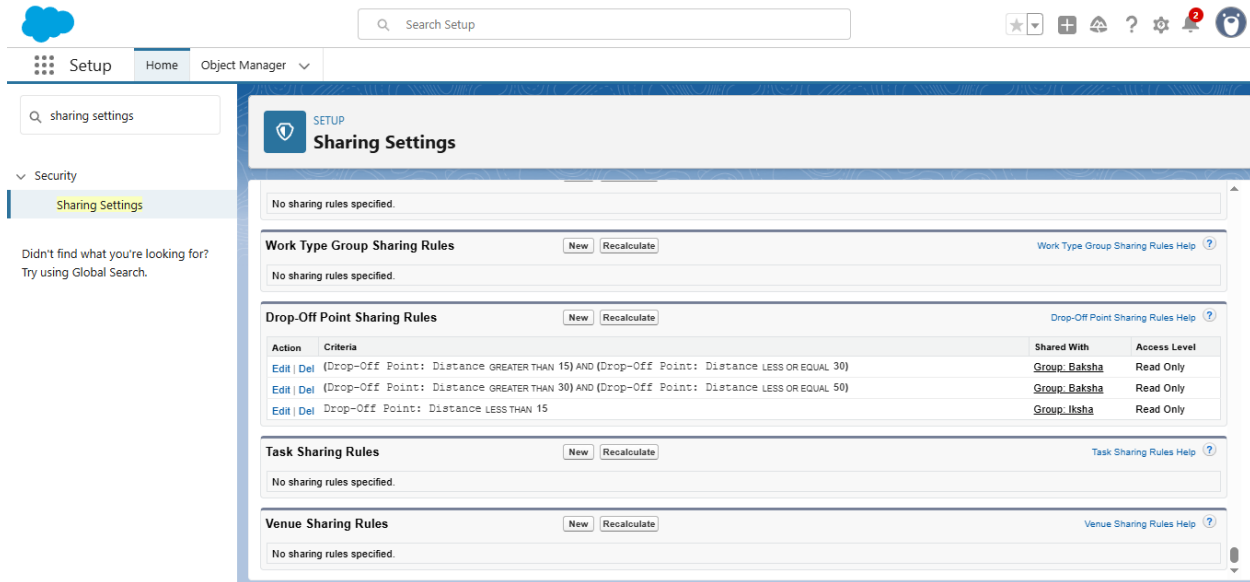 Search Setup
2
Setup
Home
Object Manager
sharing settings
Security
Sharing Settings
Didn't find what you're looking for?
Try using Global Search.
SETUP
Sharing Settings
No sharing rules specified.
Work Type Group Sharing Rules New Recalculate Work Type Group Sharing Rules Help ?
No sharing rules specified.
Drop-Off Point Sharing Rules New Recalculate Drop-Off Point Sharing Rules Help ?
Action Criteria Shared With Access Level
Edit | Del (Drop-Off Point: Distance GREATER THAN 15) AND (Drop-Off Point: Distance LESS OR EQUAL 30) Group: Baksha Read Only
Edit | Del (Drop-Off Point: Distance GREATER THAN 30) AND (Drop-Off Point: Distance LESS OR EQUAL 50) Group: Baksha Read Only
Edit | Del Drop-Off Point: Distance LESS THAN 15 Group: Iksha Read Only
Task Sharing Rules New Recalculate Task Sharing Rules Help ?
No sharing rules specified.
Venue Sharing Rules New Recalculate Venue Sharing Rules Help ?
No sharing rules specified.